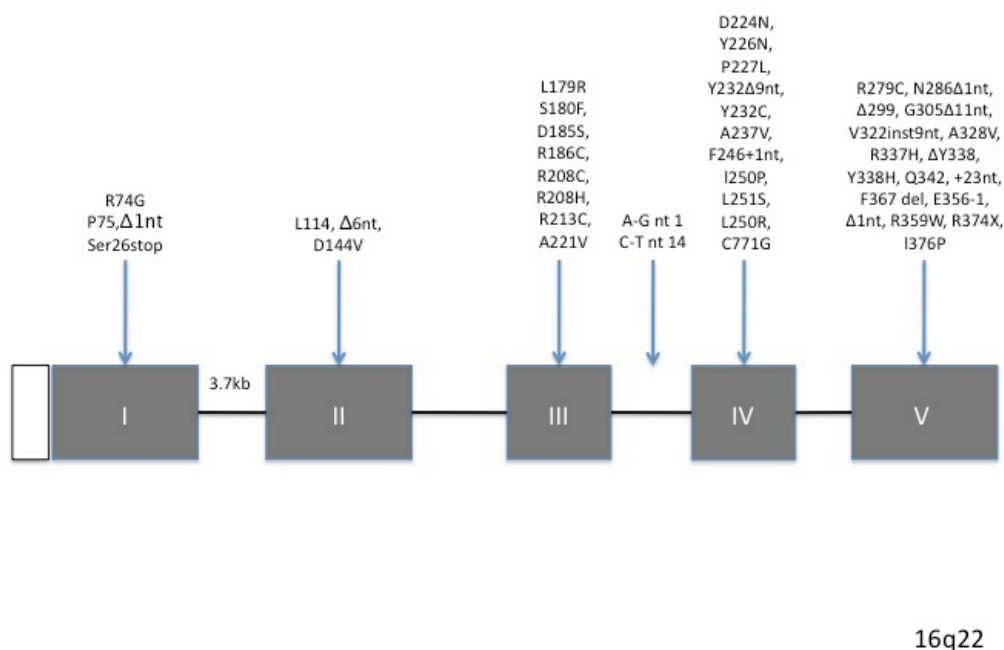 R74G
P75,Δ1nt
Ser26stop
L114, Δ6nt,
D144V
L179R
S180F,
D185S,
R186C,
R208C,
R208H,
R213C,
A221V
A-G nt 1
C-T nt 14
D224N,
Y226N,
P227L,
Y232Δ9nt,
Y232C,
A237V,
F246+1nt,
I250P,
L251S,
L250R,
C771G
R279C, N286Δ1nt,
Δ299, G305Δ11nt,
V322inst9nt, A328V,
R337H, ΔY338,
Y338H, Q342, +23nt,
F367 del, E356-1,
Δ1nt, R359W, R374X,
I376P
I
3.7kb
II
III
IV
V
16q22